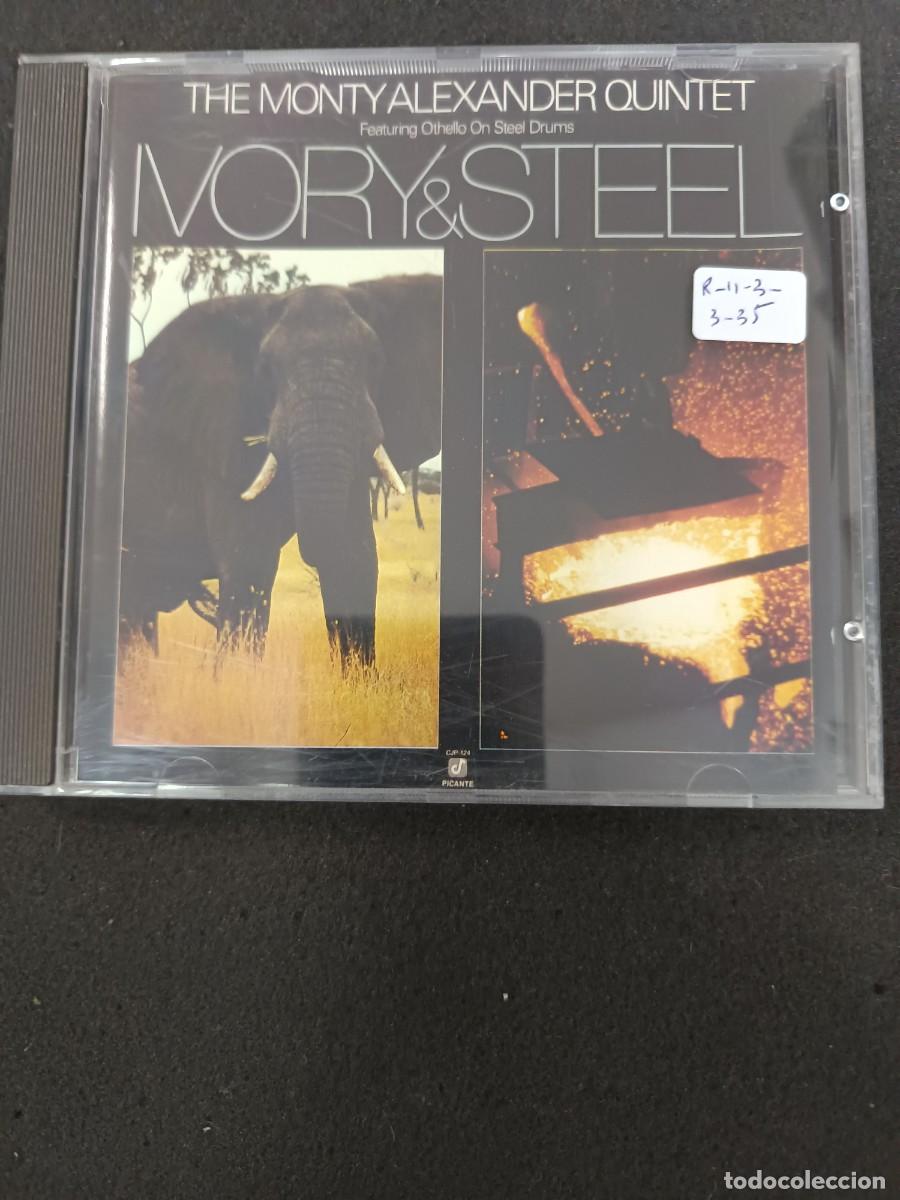 THE MONTY ALEXANDER QUINTET
Featuring Othello On Steel Drums
IVORY & STEEL
R-11-3-
3-35
CJP-124
PICANTE
todocoleccion